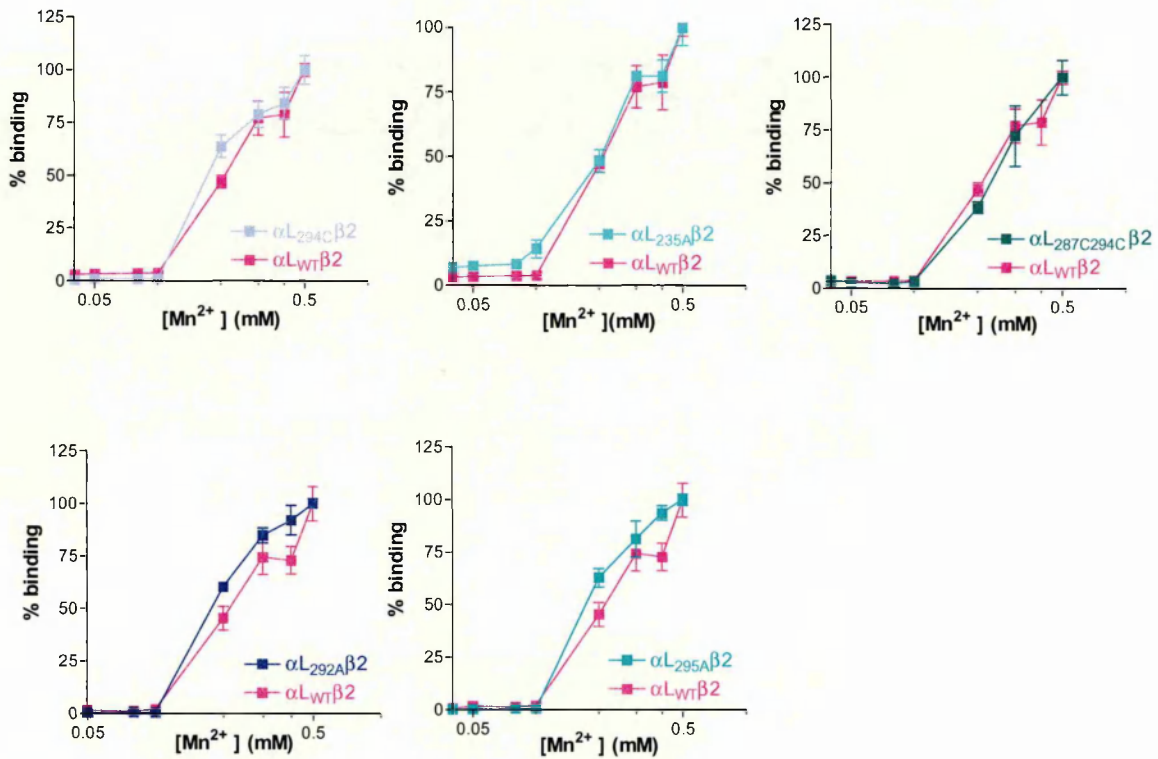 125
100
75
50
25
0
% binding
αL294Cβ2
αLWTβ2
0.05
0.5
[Mn2+ ] (mM)
125
100
75
50
25
0
% binding
αL235Aβ2
αLWTβ2
0.05
0.5
[Mn2+ ](mM)
125
100
75
50
25
0
% binding
αL287C294Cβ2
αLWTβ2
0.05
0.5
[Mn2+ ] (mM)
125
100
75
50
25
0
% binding
αL292Aβ2
αLWTβ2
0.05
0.5
[Mn2+ ] (mM)
125
100
75
50
25
0
% binding
αL295Aβ2
αLWTβ2
0.05
0.5
[Mn2+ ] (mM)